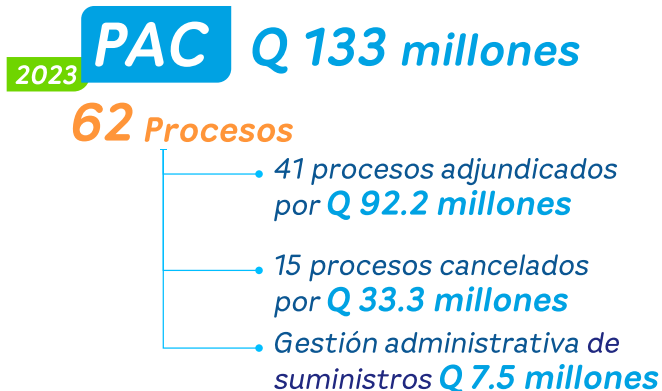 2023 PAC Q 133 millones
62 Procesos
41 procesos adjundicados
por Q 92.2 millones
15 procesos cancelados
por Q 33.3 millones
Gestión administrativa de
suministros Q 7.5 millones